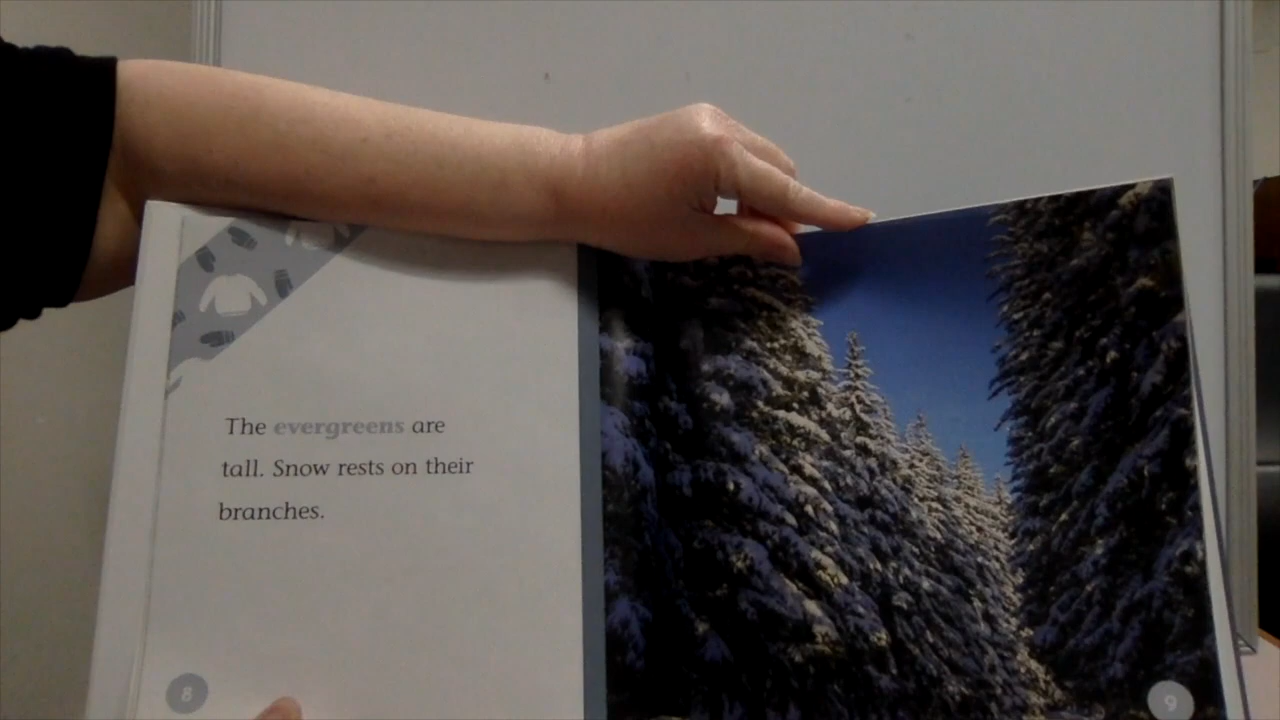 The evergreens are
tall. Snow rests on their
branches.
8
9